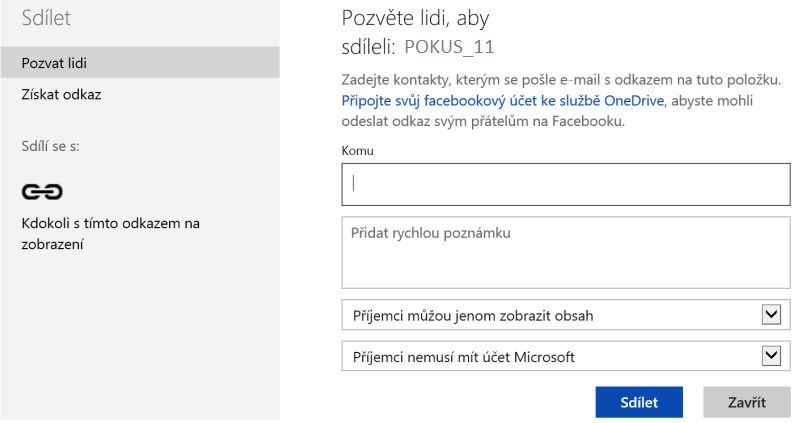 Sdílet
Pozvat lidi
Získat odkaz
Sdílí se s:
Kdokoli s tímto odkazem na
zobrazení
Pozvěte lidi, aby
sdíleli: POKUS_11
Zadejte kontakty, kterým se pošle e-mail s odkazem na tuto položku.
Připojte svůj facebookový účet ke službě OneDrive, abyste mohli
odeslat odkaz svým přátelům na Facebooku.
Komu
Přidat rychlou poznámku
Příjemci můžou jenom zobrazit obsah
Příjemci nemusí mít účet Microsoft
Sdílet
Zavřít